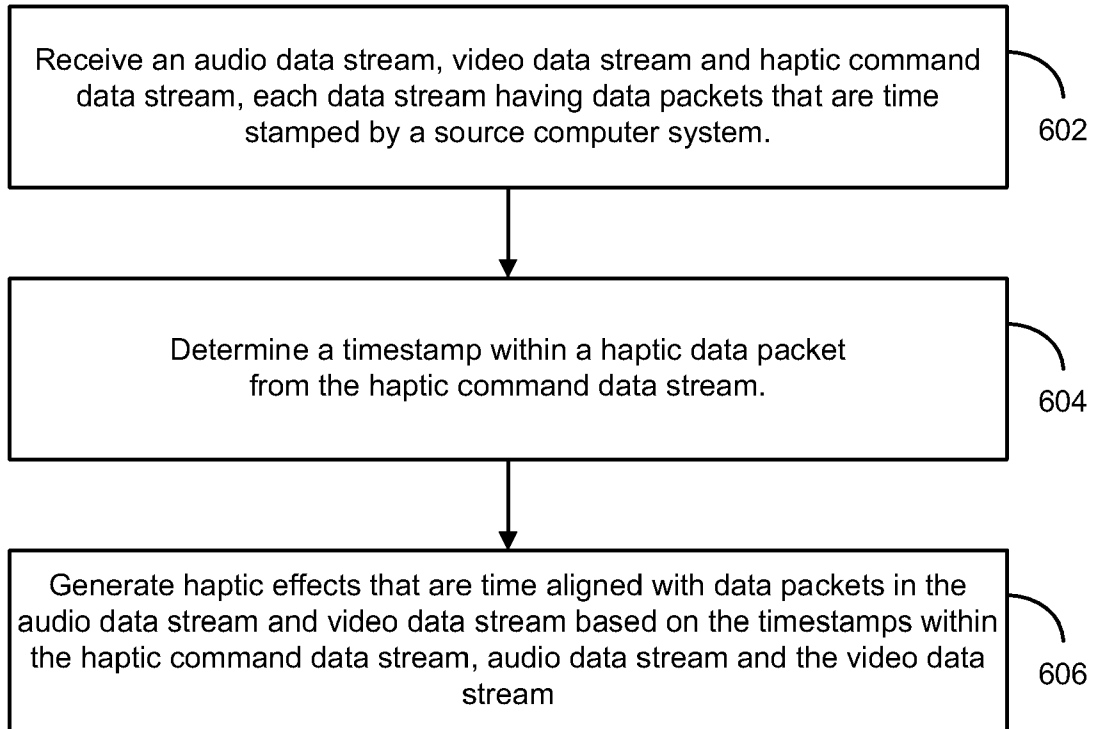 Receive an audio data stream, video data stream and haptic command
data stream, each data stream having data packets that are time
stamped by a source computer system.
602
Determine a timestamp within a haptic data packet
from the haptic command data stream.
604
Generate haptic effects that are time aligned with data packets in the
audio data stream and video data stream based on the timestamps within
the haptic command data stream, audio data stream and the video data
stream
606